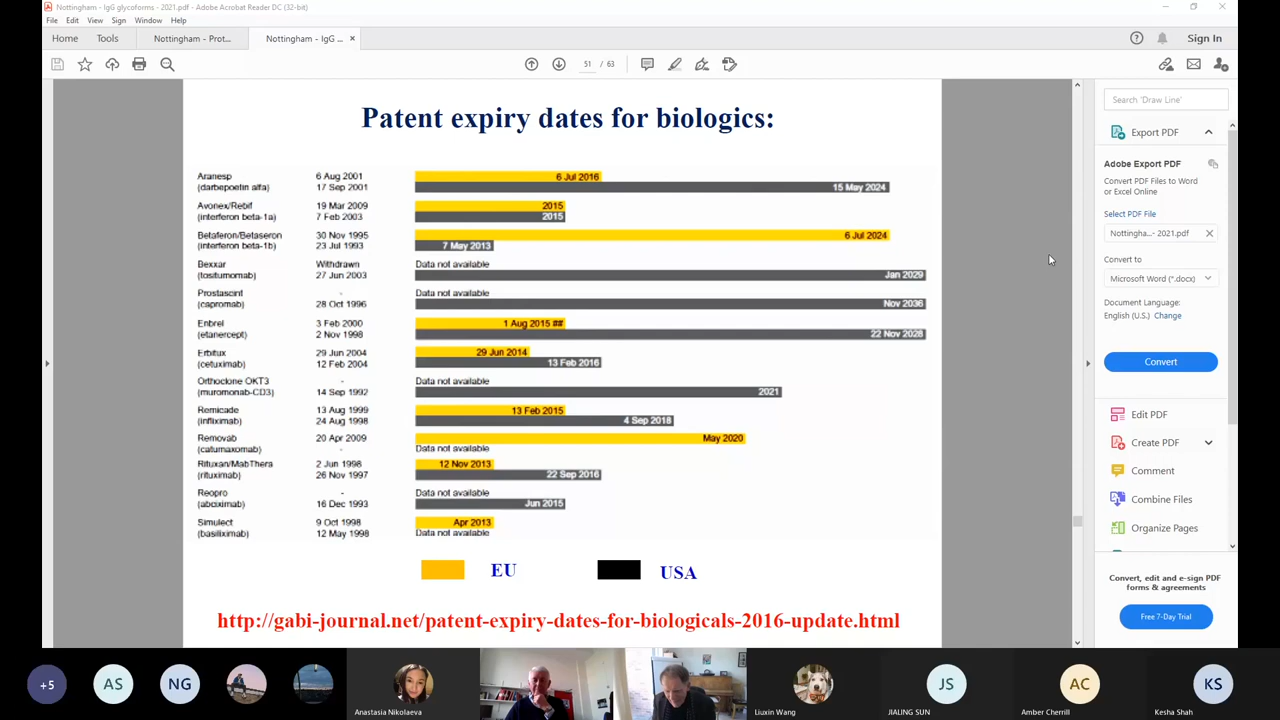 Nottingham - IgG glycoforms - 2021.pdf - Adobe Acrobat Reader DC (32-bit)
File Edit View Sign Window Help
Home Tools Nottingham - Prot... Nottingham - IgG ... × Sign In
51 / 63
Patent expiry dates for biologics:
Aranesp 6 Aug 2001 6 Jul 2016
(darbepoetin alfa) 17 Sep 2001 15 May 2024
Avonex/Rebif 19 Mar 2009 2015
(interferon beta-1a) 7 Feb 2003 2015
Betaferon/Betaseron 30 Nov 1995 6 Jul 2024
(interferon beta-1b) 23 Jul 1993 7 May 2013
Bexxar Withdrawn Data not available
(tositumomab) 27 Jun 2003 Jan 2029
Prostascint - Data not available
(capromab) 28 Oct 1996 Nov 2036
Enbrel 3 Feb 2000 1 Aug 2015 ##
(etanercept) 2 Nov 1998 22 Nov 2028
Erbitux 29 Jun 2004 29 Jun 2014
(cetuximab) 12 Feb 2004 13 Feb 2016
Orthoclone OKT3 - Data not available
(muromonab-CD3) 14 Sep 1992 2021
Remicade 13 Aug 1999 13 Feb 2015
(infliximab) 24 Aug 1998 4 Sep 2018
Removab 20 Apr 2009 May 2020
(catumaxomab) - Data not available
Rituxan/MabThera 2 Jun 1998 12 Nov 2013
(rituximab) 26 Nov 1997 22 Sep 2016
Reopro - Data not available
(abciximab) 16 Dec 1993 Jun 2015
Simulect 9 Oct 1998 Apr 2013
(basiliximab) 12 May 1998 Data not available
EU USA
http://gabi-journal.net/patent-expiry-dates-for-biologicals-2016-update.html
Search 'Draw Line'
Export PDF
Adobe Export PDF
Convert PDF Files to Word
or Excel Online
Select PDF File
Nottingha...- 2021.pdf
Convert to
Microsoft Word (*.docx)
Document Language:
English (U.S.) Change
Convert
Edit PDF
Create PDF
Comment
Combine Files
Organize Pages
Convert, edit and e-sign PDF
forms & agreements
Free 7-Day Trial
+5 AS NG Anastasia Nikolaeva Liuxin Wang JS JIALING SUN AC Amber Cherrill KS Kesha Shah